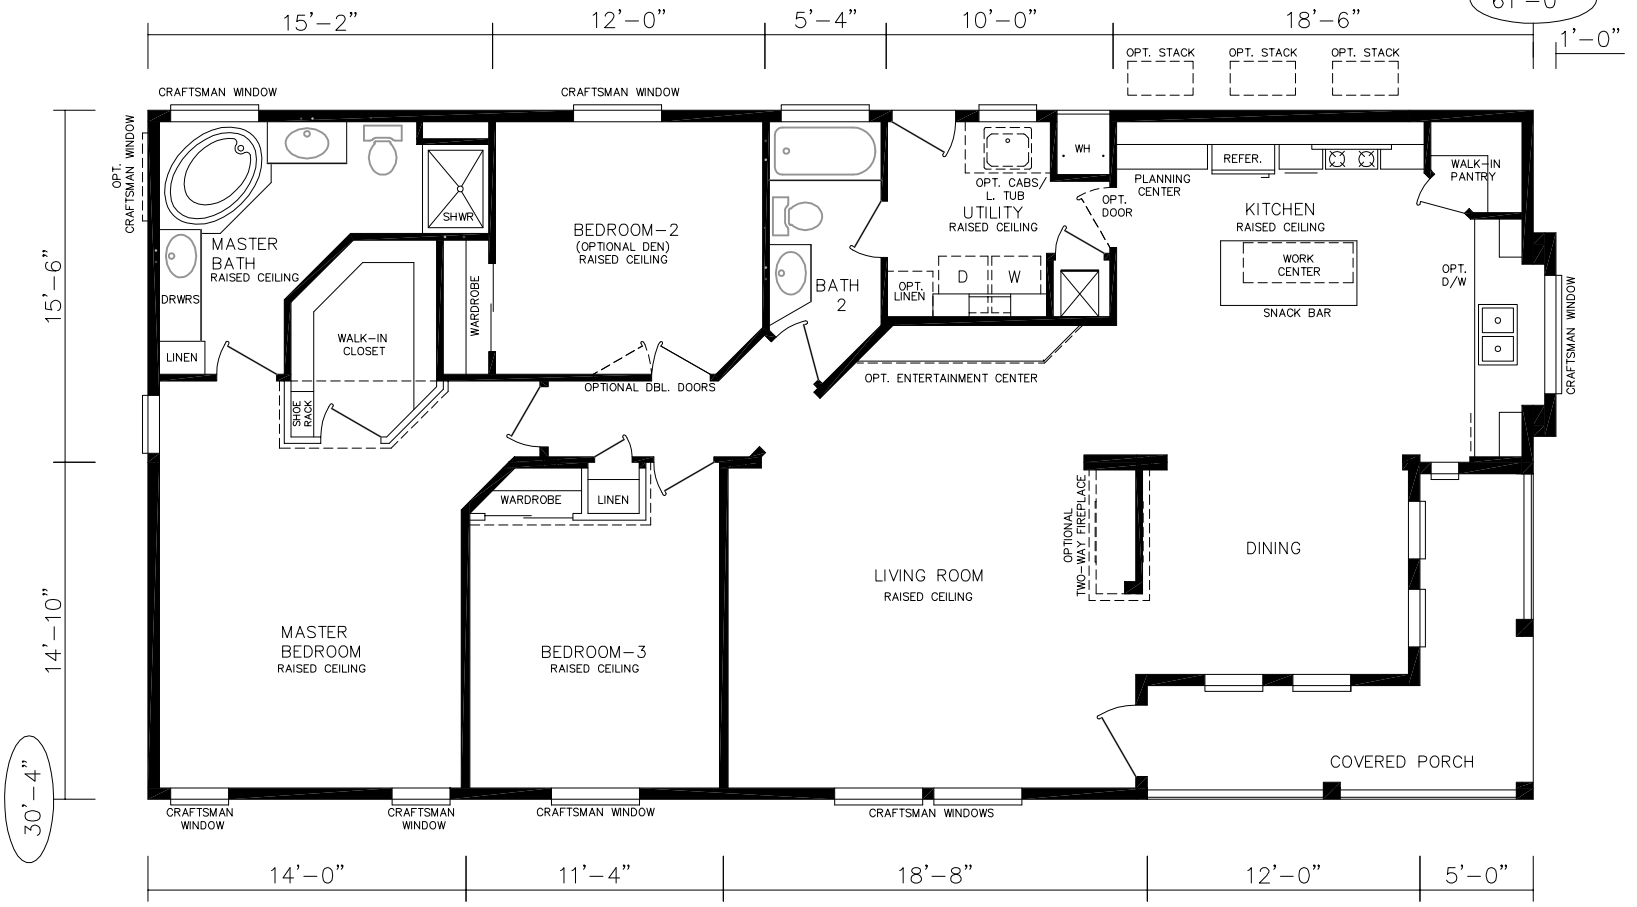 61'-0"
15'-2"
12'-0"
5'-4"
10'-0"
18'-6"
1'-0"
OPT. STACK
OPT. STACK
OPT. STACK
CRAFTSMAN WINDOW
CRAFTSMAN WINDOW
OPT.
CRAFTSMAN WINDOW
WH
REFER.
PLANNING
CENTER
WALK-IN
PANTRY
OPT. CABS/
L. TUB
UTILITY
RAISED CEILING
OPT.
DOOR
KITCHEN
RAISED CEILING
SHWR
MASTER
BATH
RAISED CEILING
BEDROOM-2
(OPTIONAL DEN)
RAISED CEILING
WORK
CENTER
SNACK BAR
OPT.
D/W
CRAFTSMAN WINDOW
DRWRS
WARDROBE
BATH
2
OPT.
LINEN
D
W
15'-6"
WALK-IN
CLOSET
LINEN
SHOE
RACK
OPTIONAL DBL. DOORS
OPT. ENTERTAINMENT CENTER
WARDROBE
LINEN
OPTIONAL
TWO-WAY FIREPLACE
DINING
LIVING ROOM
RAISED CEILING
14'-10"
MASTER
BEDROOM
RAISED CEILING
BEDROOM-3
RAISED CEILING
COVERED PORCH
30'-4"
CRAFTSMAN
WINDOW
CRAFTSMAN
WINDOW
CRAFTSMAN WINDOW
CRAFTSMAN WINDOWS
14'-0"
11'-4"
18'-8"
12'-0"
5'-0"